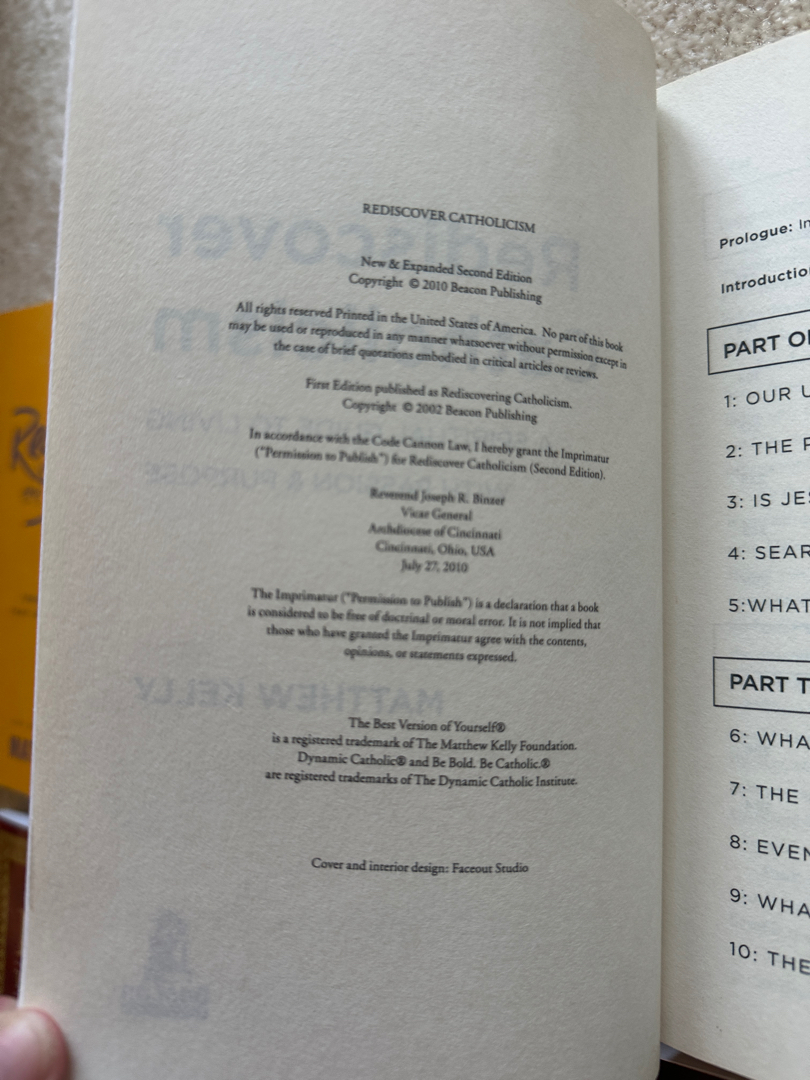 REDISCOVER CATHOLICISM
New & Expanded Second Edition
Copyright © 2010 Beacon Publishing
All rights reserved Printed in the United States of America. No part of this book
may be used or reproduced in any manner whatsoever without permission except in
the case of brief quotations embodied in critical articles or reviews.
First Edition published as Rediscovering Catholicism.
Copyright © 2002 Beacon Publishing
In accordance with the Code Cannon Law, I hereby grant the Imprimatur
("Permission to Publish") for Rediscover Catholicism (Second Edition).
Reverend Joseph R. Binzer
Vicar General
Archdiocese of Cincinnati
Cincinnati, Ohio, USA
July 27, 2010
The Imprimatur ("Permission to Publish") is a declaration that a book
is considered to be free of doctrinal or moral error. It is not implied that
those who have granted the Imprimatur agree with the contents,
opinions, or statements expressed.
MATTHEW KELLY
The Best Version of Yourself®
is a registered trademark of The Matthew Kelly Foundation.
Dynamic Catholic® and Be Bold. Be Catholic.®
are registered trademarks of The Dynamic Catholic Institute.
Cover and interior design: Faceout Studio
Prologue:
PART
1: OUR
2: THE
3: IS
4:
5:WHAT
PART
6:
7: THE
8:
9:
10: THE